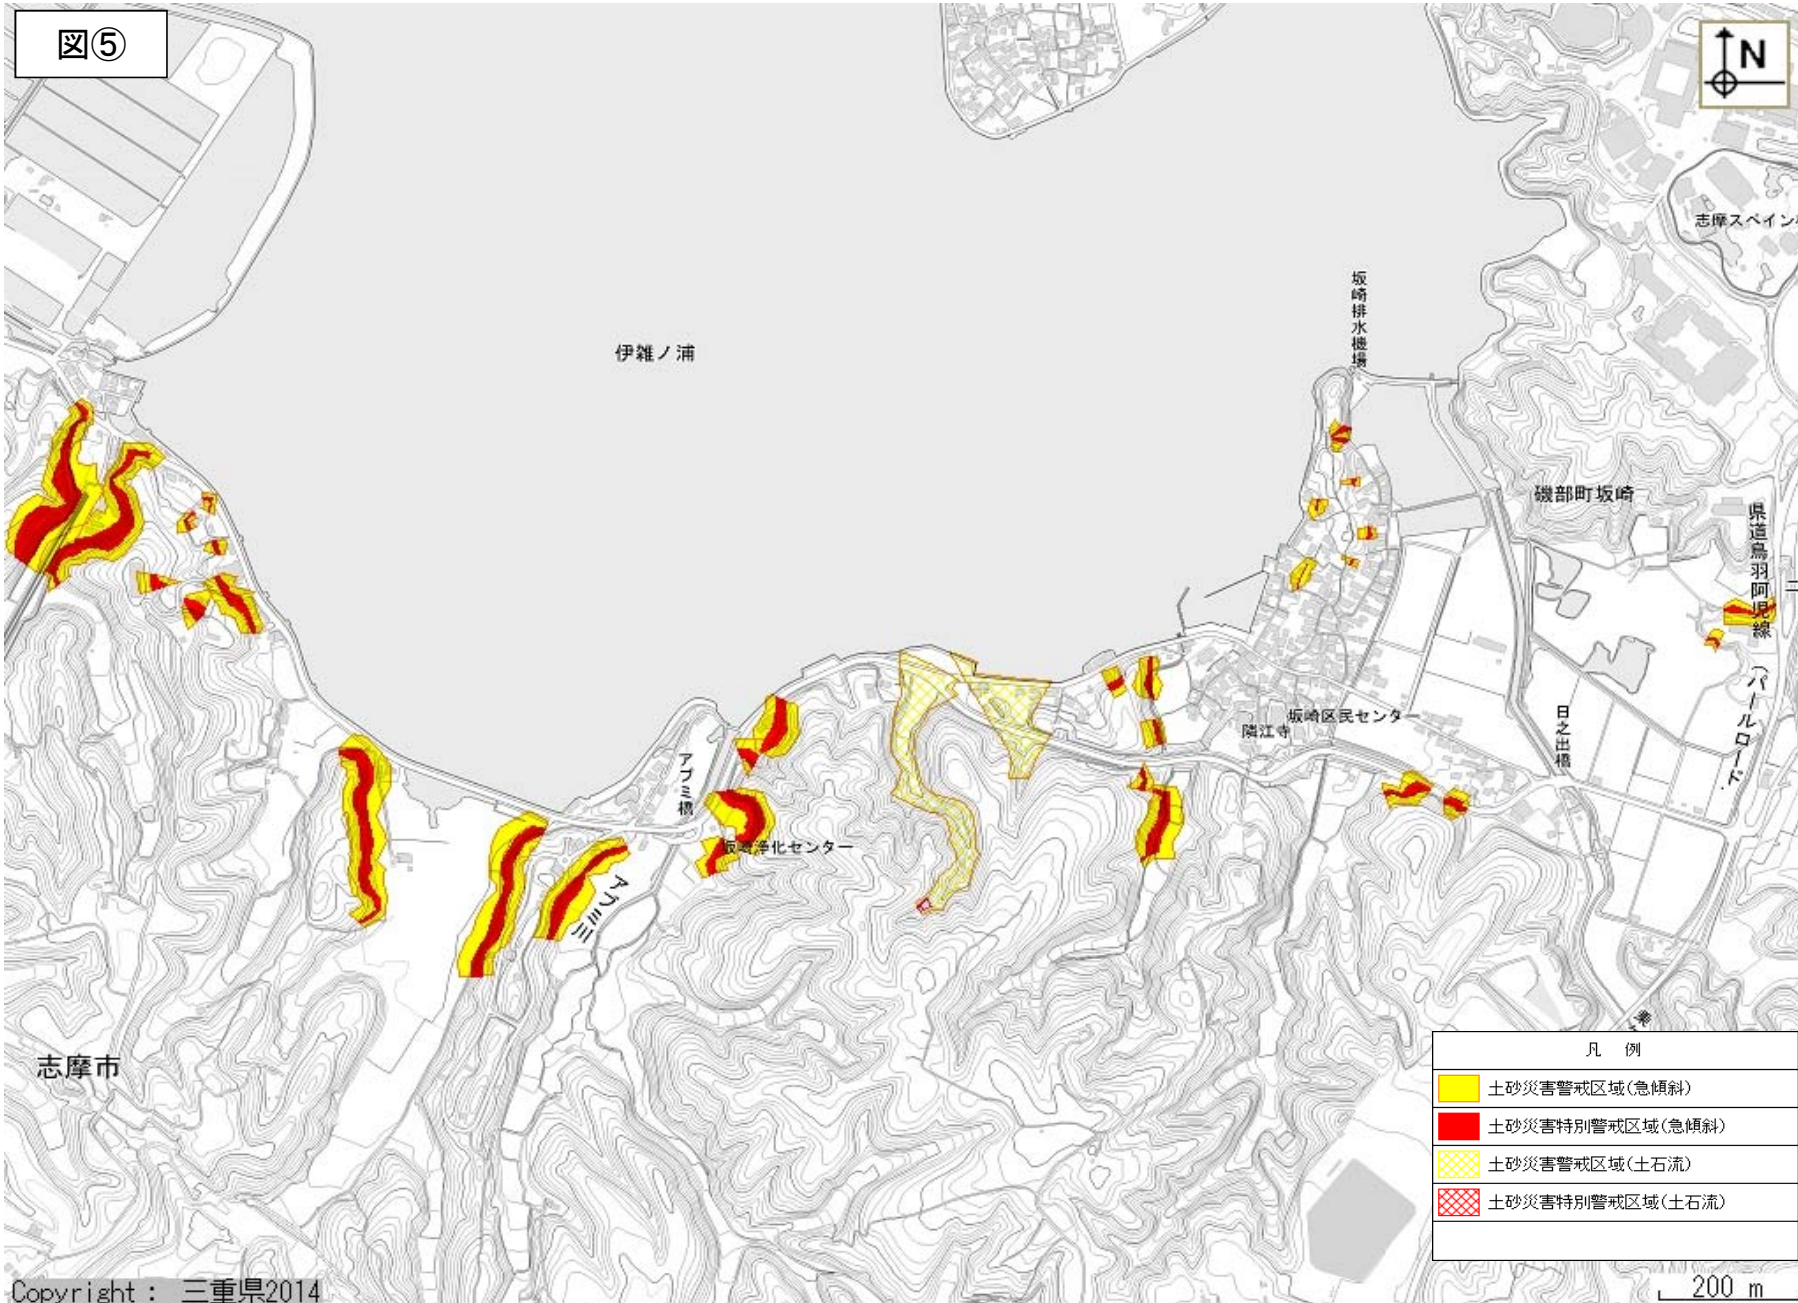 図⑤
N
志摩スペイン
坂崎排水機場
伊雑ノ浦
磯部町坂崎
県道鳥羽阿児線
(パールロード)
坂崎区民センター
隣江寺
日之出橋
アブミ橋
坂崎浄化センター
アブミ川
志摩市
凡 例
土砂災害警戒区域(急傾斜)
土砂災害特別警戒区域(急傾斜)
土砂災害警戒区域(土石流)
土砂災害特別警戒区域(土石流)
Copyright : 三重県2014
200 m